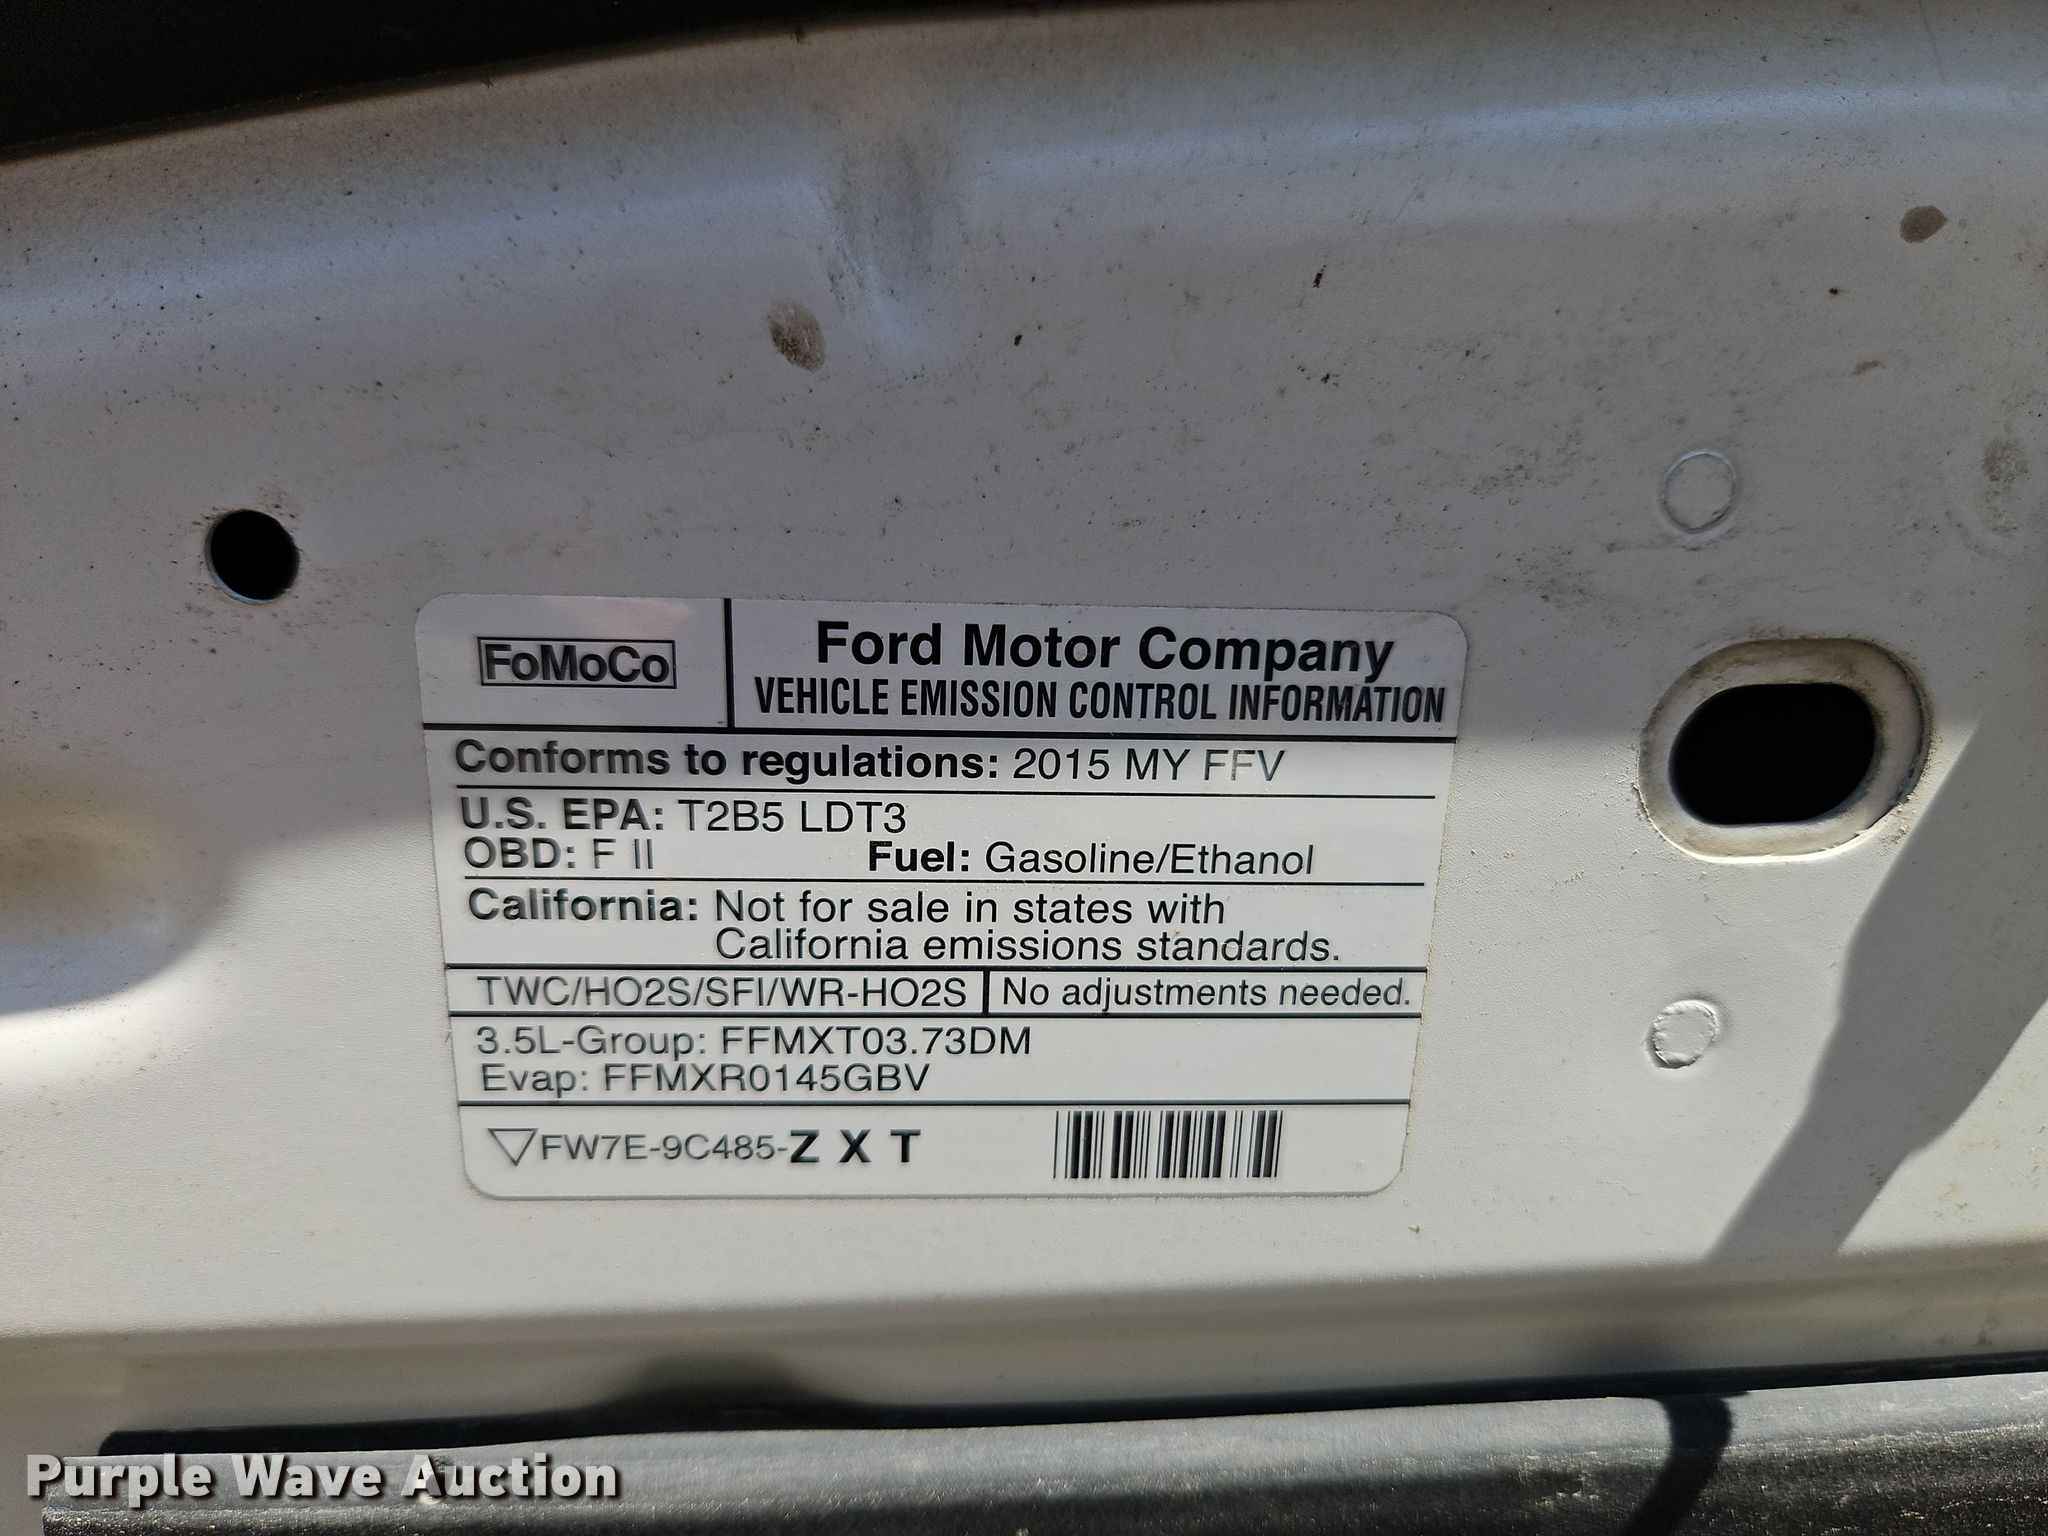 FoMoCo
Ford Motor Company
VEHICLE EMISSION CONTROL INFORMATION
Conforms to regulations: 2015 MY FFV
U.S. EPA: T2B5 LDT3
OBD: F II Fuel: Gasoline/Ethanol
California: Not for sale in states with
California emissions standards.
TWC/HO2S/SFI/WR-HO2S No adjustments needed.
3.5L-Group: FFMXT03.73DM
Evap: FFMXR0145GBV
FW7E-9C485-Z X T
Purple Wave Auction